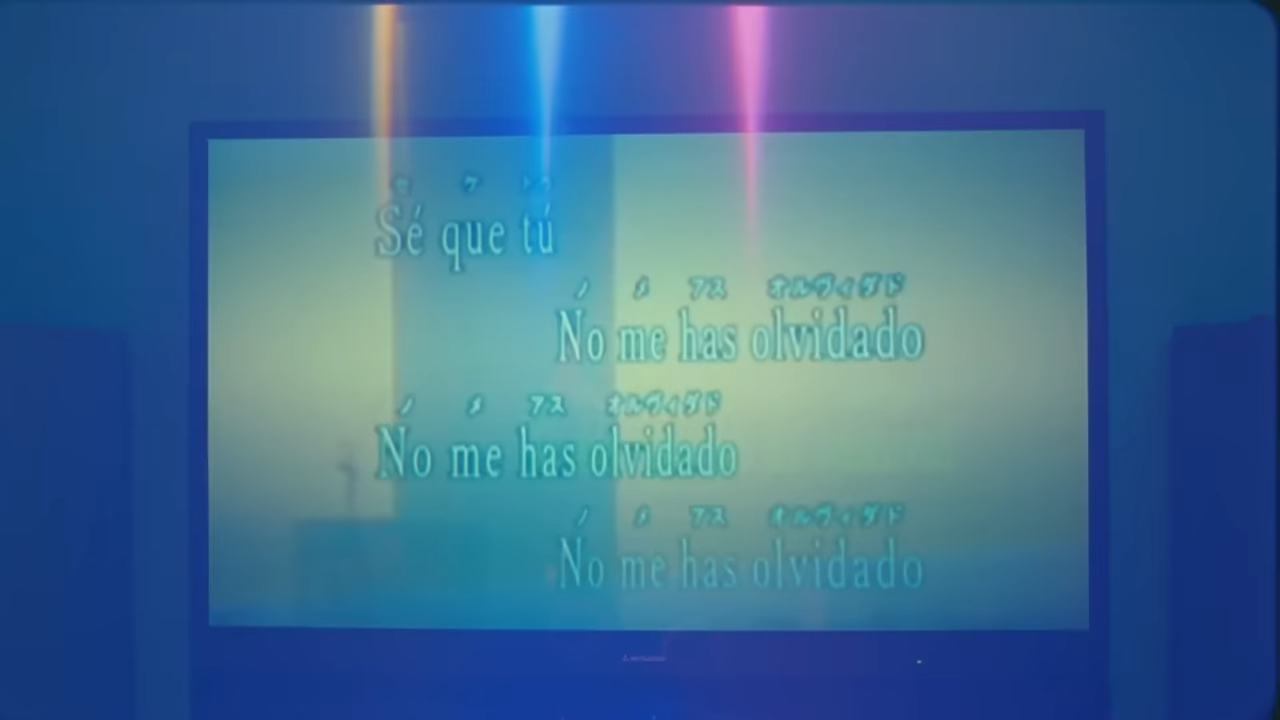 セ ケ トゥ
Sé que tú
ノ メ アス オルヴィダド
No me has olvidado
ノ メ アス オルヴィダド
No me has olvidado
ノ メ アス オルヴィダド
No me has olvidado